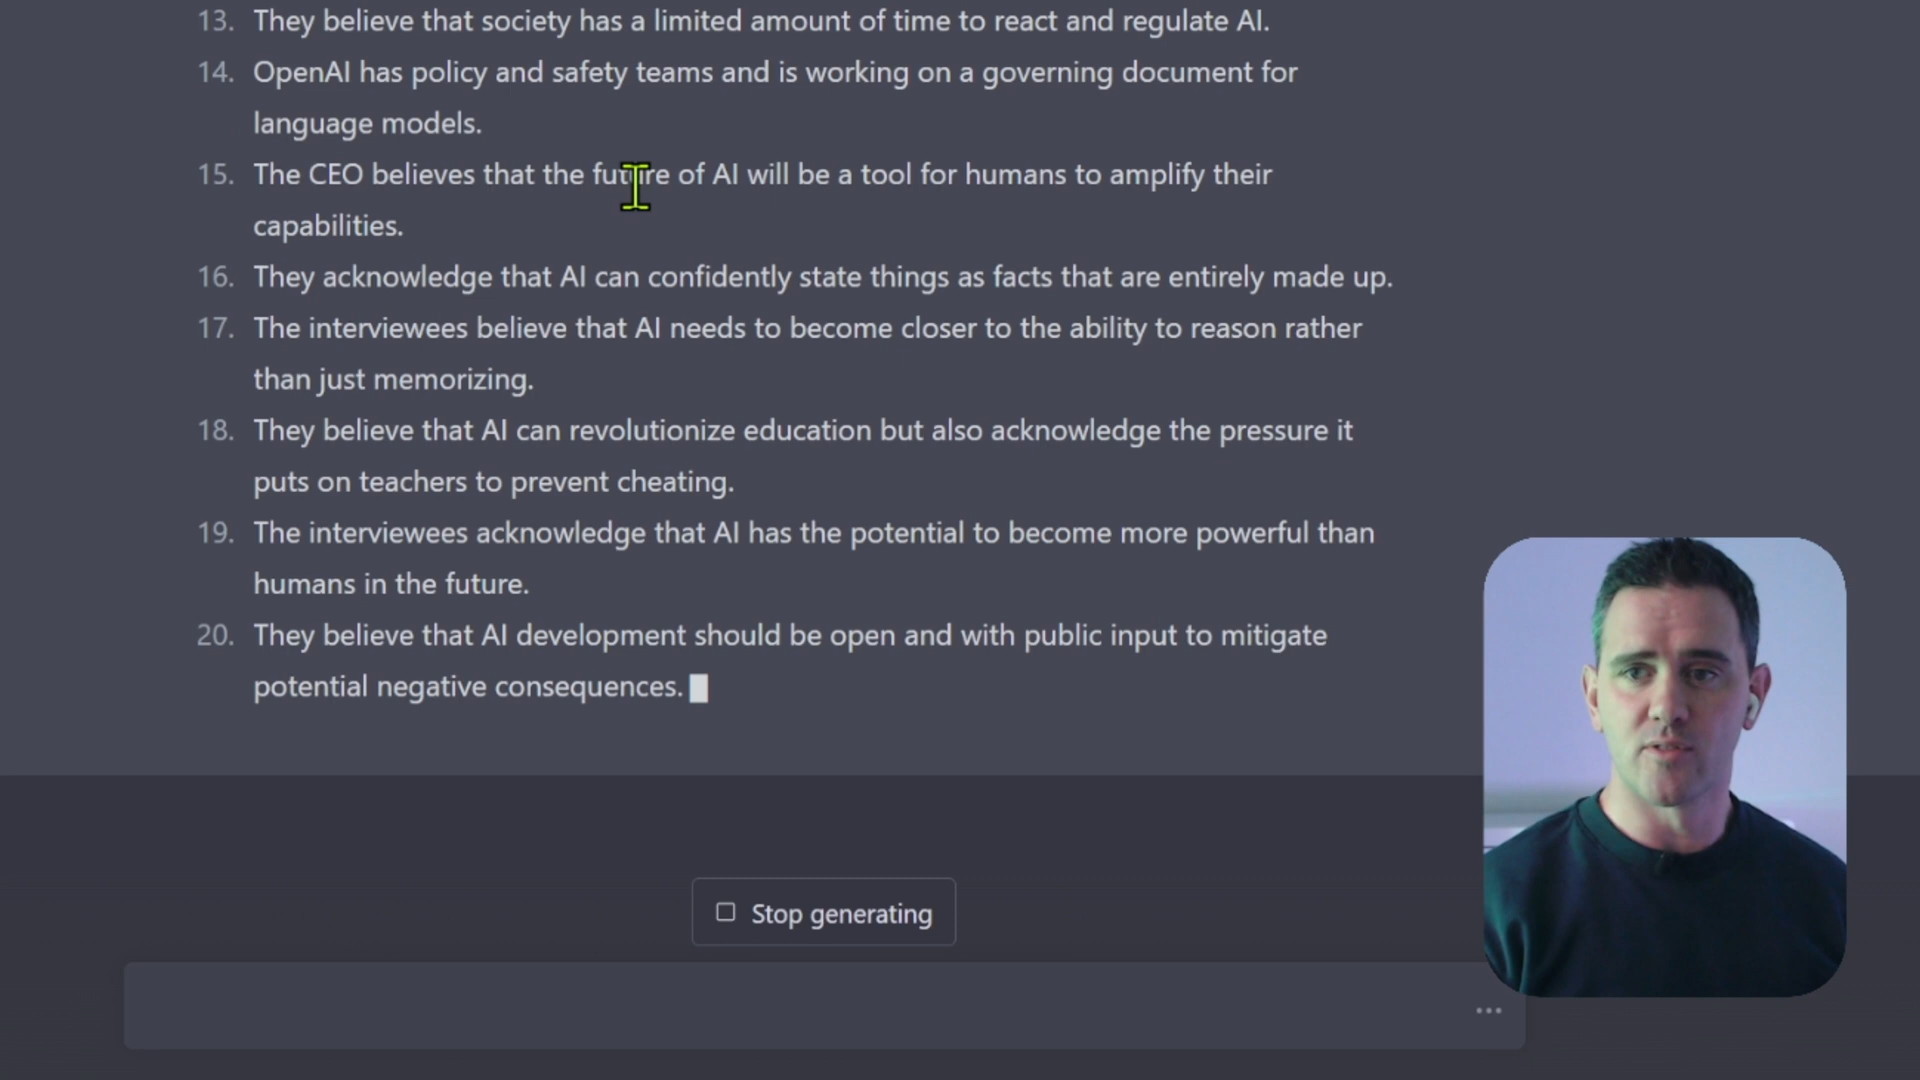 13. They believe that society has a limited amount of time to react and regulate AI.
14. OpenAI has policy and safety teams and is working on a governing document for
language models.
15. The CEO believes that the future of AI will be a tool for humans to amplify their
capabilities.
16. They acknowledge that AI can confidently state things as facts that are entirely made up.
17. The interviewees believe that AI needs to become closer to the ability to reason rather
than just memorizing.
18. They believe that AI can revolutionize education but also acknowledge the pressure it
puts on teachers to prevent cheating.
19. The interviewees acknowledge that AI has the potential to become more powerful than
humans in the future.
20. They believe that AI development should be open and with public input to mitigate
potential negative consequences.
Stop generating